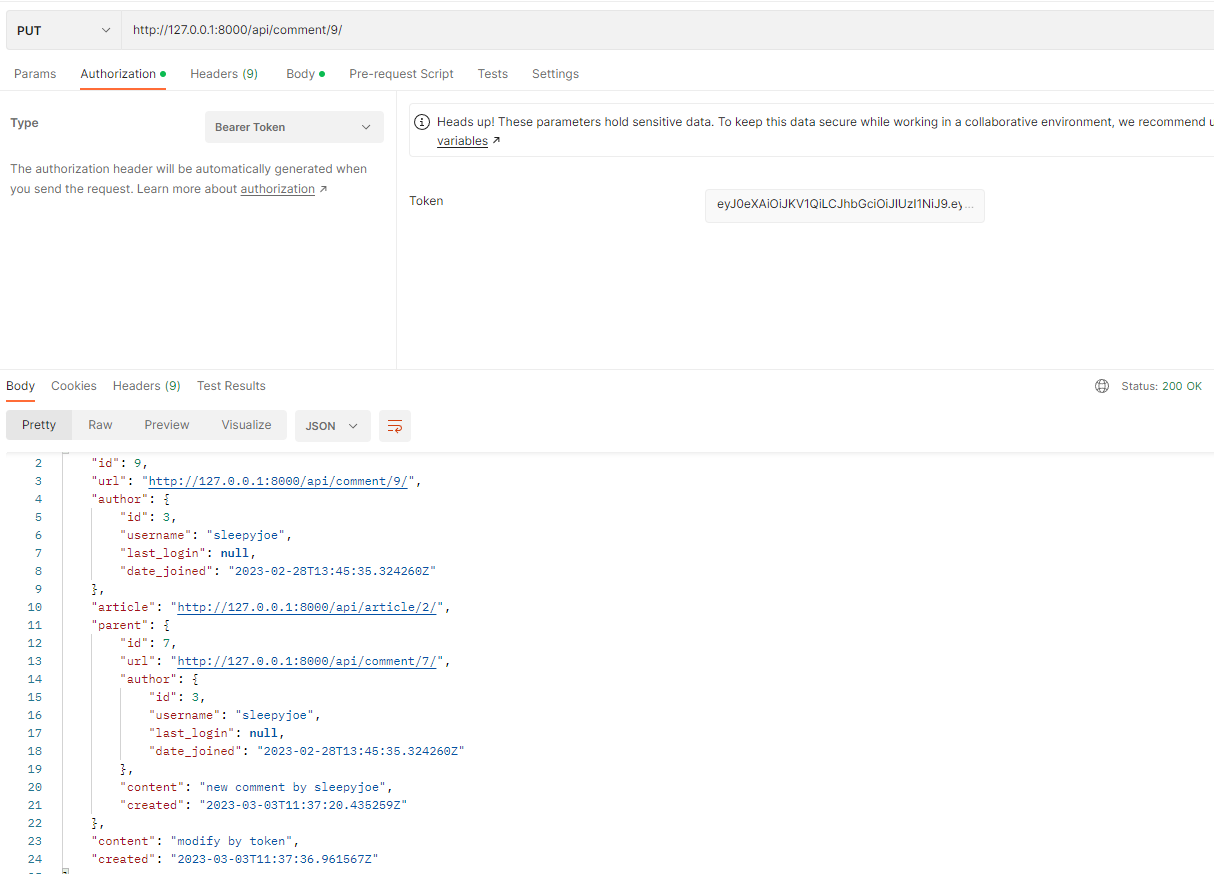 PUT http://127.0.0.1:8000/api/comment/9/
Params Authorization Headers (9) Body Pre-request Script Tests Settings
Type Bearer Token
The authorization header will be automatically generated when
you send the request. Learn more about authorization ↗
Heads up! These parameters hold sensitive data. To keep this data secure while working in a collaborative environment, we recommend u
variables ↗
Token eyJ0eXAiOiJKV1QiLCJhbGciOiJIUzI1NiJ9.ey...
Body Cookies Headers (9) Test Results Status: 200 OK
Pretty Raw Preview Visualize JSON
2 "id": 9,
3 "url": "http://127.0.0.1:8000/api/comment/9/",
4 "author": {
5 "id": 3,
6 "username": "sleepyjoe",
7 "last_login": null,
8 "date_joined": "2023-02-28T13:45:35.324260Z"
9 },
10 "article": "http://127.0.0.1:8000/api/article/2/",
11 "parent": {
12 "id": 7,
13 "url": "http://127.0.0.1:8000/api/comment/7/",
14 "author": {
15 "id": 3,
16 "username": "sleepyjoe",
17 "last_login": null,
18 "date_joined": "2023-02-28T13:45:35.324260Z"
19 },
20 "content": "new comment by sleepyjoe",
21 "created": "2023-03-03T11:37:20.435259Z"
22 },
23 "content": "modify by token",
24 "created": "2023-03-03T11:37:36.961567Z"